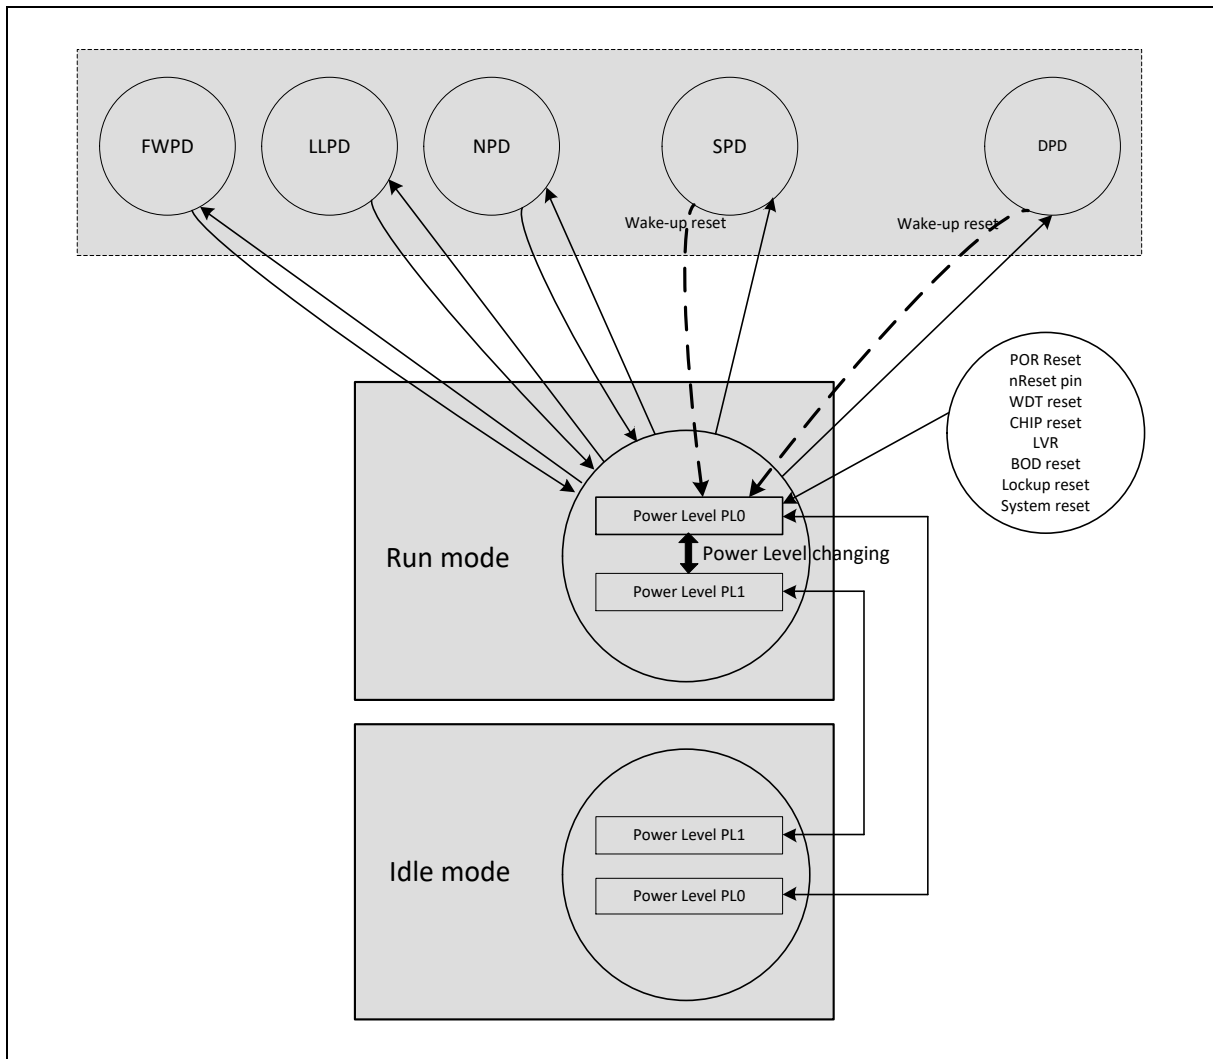 FWPD
LLPD
NPD
SPD
DPD
Wake-up reset
Wake-up reset
POR Reset
nReset pin
WDT reset
CHIP reset
LVR
BOD reset
Lockup reset
System reset
Run mode
Power Level PL0
Power Level changing
Power Level PL1
Idle mode
Power Level PL1
Power Level PL0